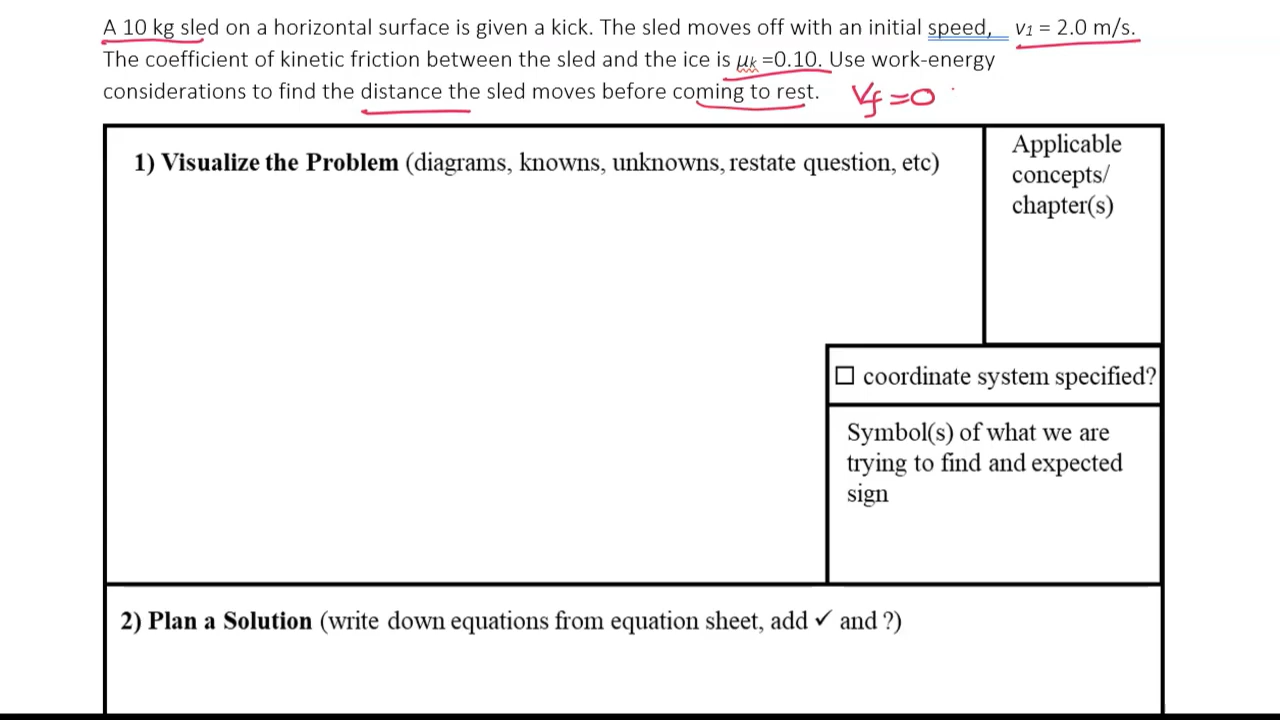 A 10 kg sled on a horizontal surface is given a kick. The sled moves off with an initial speed, v1 = 2.0 m/s.
The coefficient of kinetic friction between the sled and the ice is μk =0.10. Use work-energy
considerations to find the distance the sled moves before coming to rest. Vf=0
1) Visualize the Problem (diagrams, knowns, unknowns, restate question, etc)
Applicable
concepts/
chapter(s)
☐ coordinate system specified?
Symbol(s) of what we are
trying to find and expected
sign
2) Plan a Solution (write down equations from equation sheet, add ✓ and ?)